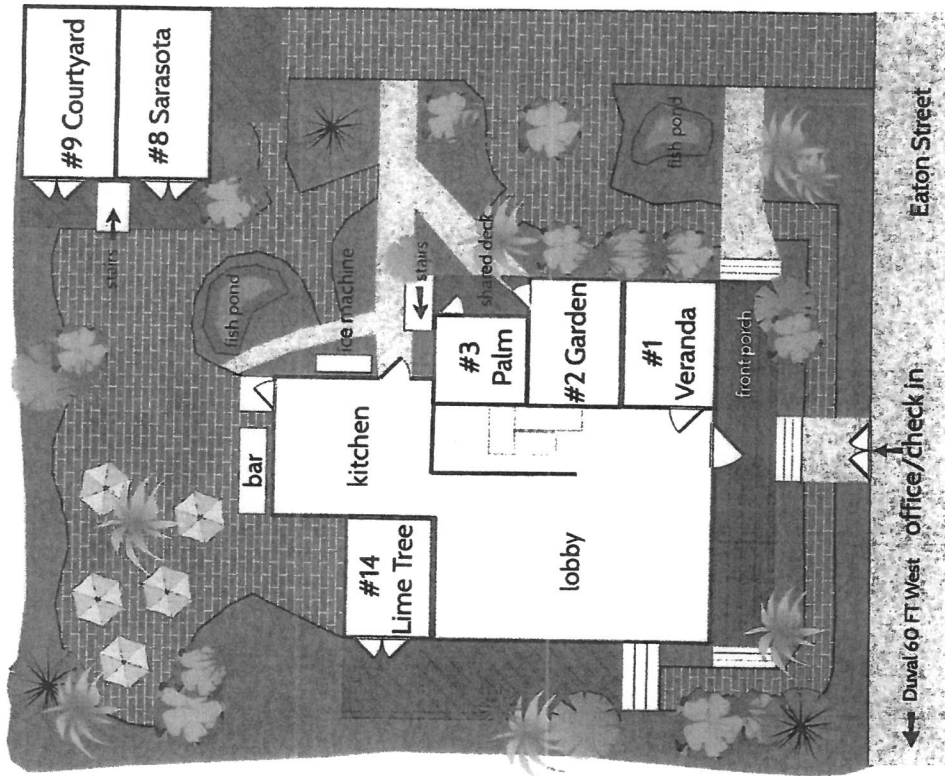 #9 Courtyard
#8 Sarasota
stairs
fish pond
ice machine
stairs
shared deck
fish pond
bar
kitchen
#3
Palm
#2 Garden
#1
Veranda
#14
Lime Tree
lobby
front porch
Duval 60 FT West
office/check in
Eaton Street